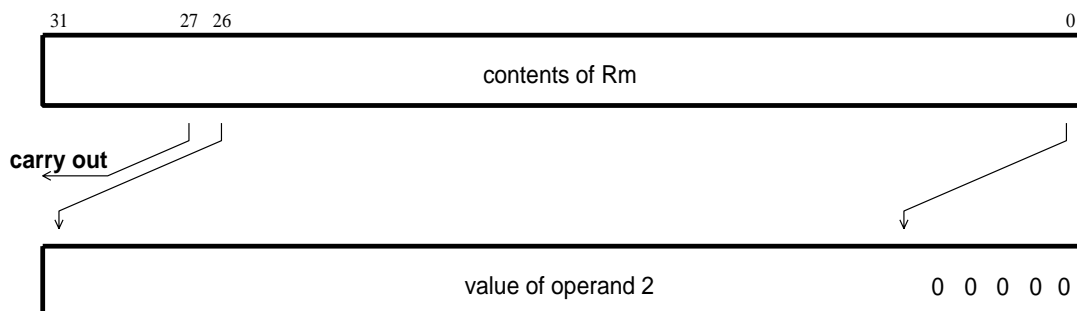 31 27 26 0
contents of Rm
carry out
value of operand 2 0 0 0 0 0